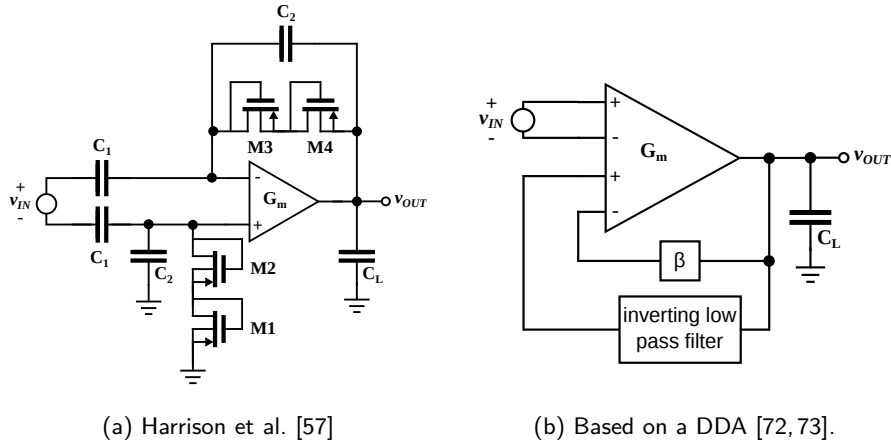 C₂
M3 M4
C₁
+
vIN
-
C₁
-
Gm
+
vOUT
C₂
M2
M1
CL
(a) Harrison et al. [57]
+
vIN
-
+
-
+
-
Gm
vOUT
CL
β
inverting low
pass filter
(b) Based on a DDA [72,73].